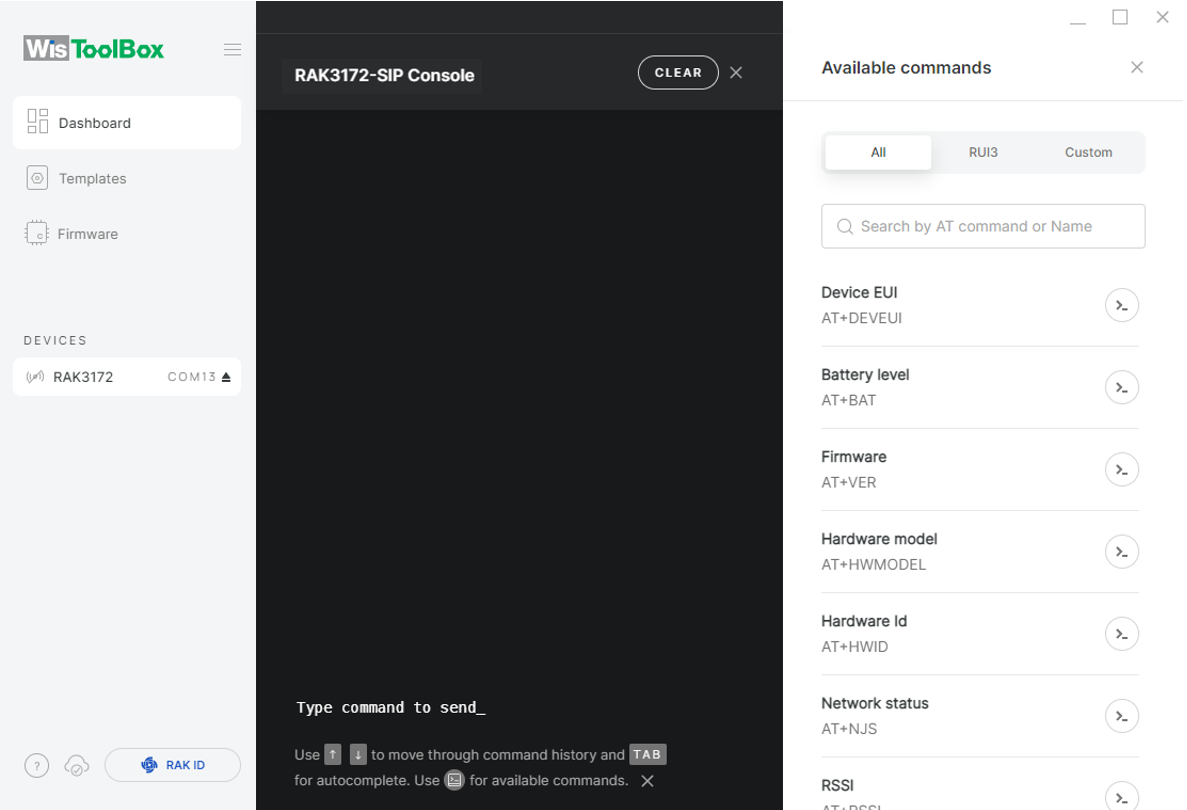 WisToolBox
Dashboard
Templates
Firmware
DEVICES
RAK3172 COM13
?
RAK ID
RAK3172-SIP Console
CLEAR
Type command to send_
Use ↑ ↓ to move through command history and TAB
for autocomplete. Use for available commands.
Available commands
All RUI3 Custom
Search by AT command or Name
Device EUI
AT+DEVEUI
Battery level
AT+BAT
Firmware
AT+VER
Hardware model
AT+HWMODEL
Hardware Id
AT+HWID
Network status
AT+NJS
RSSI
AT+RSSI